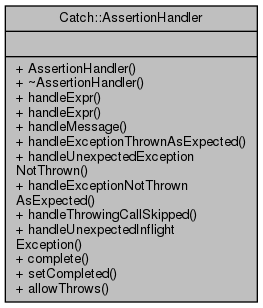 Catch::AssertionHandler
+ AssertionHandler()
+ ~AssertionHandler()
+ handleExpr()
+ handleExpr()
+ handleMessage()
+ handleExceptionThrownAsExpected()
+ handleUnexpectedException
NotThrown()
+ handleExceptionNotThrown
AsExpected()
+ handleThrowingCallSkipped()
+ handleUnexpectedInflight
Exception()
+ complete()
+ setCompleted()
+ allowThrows()